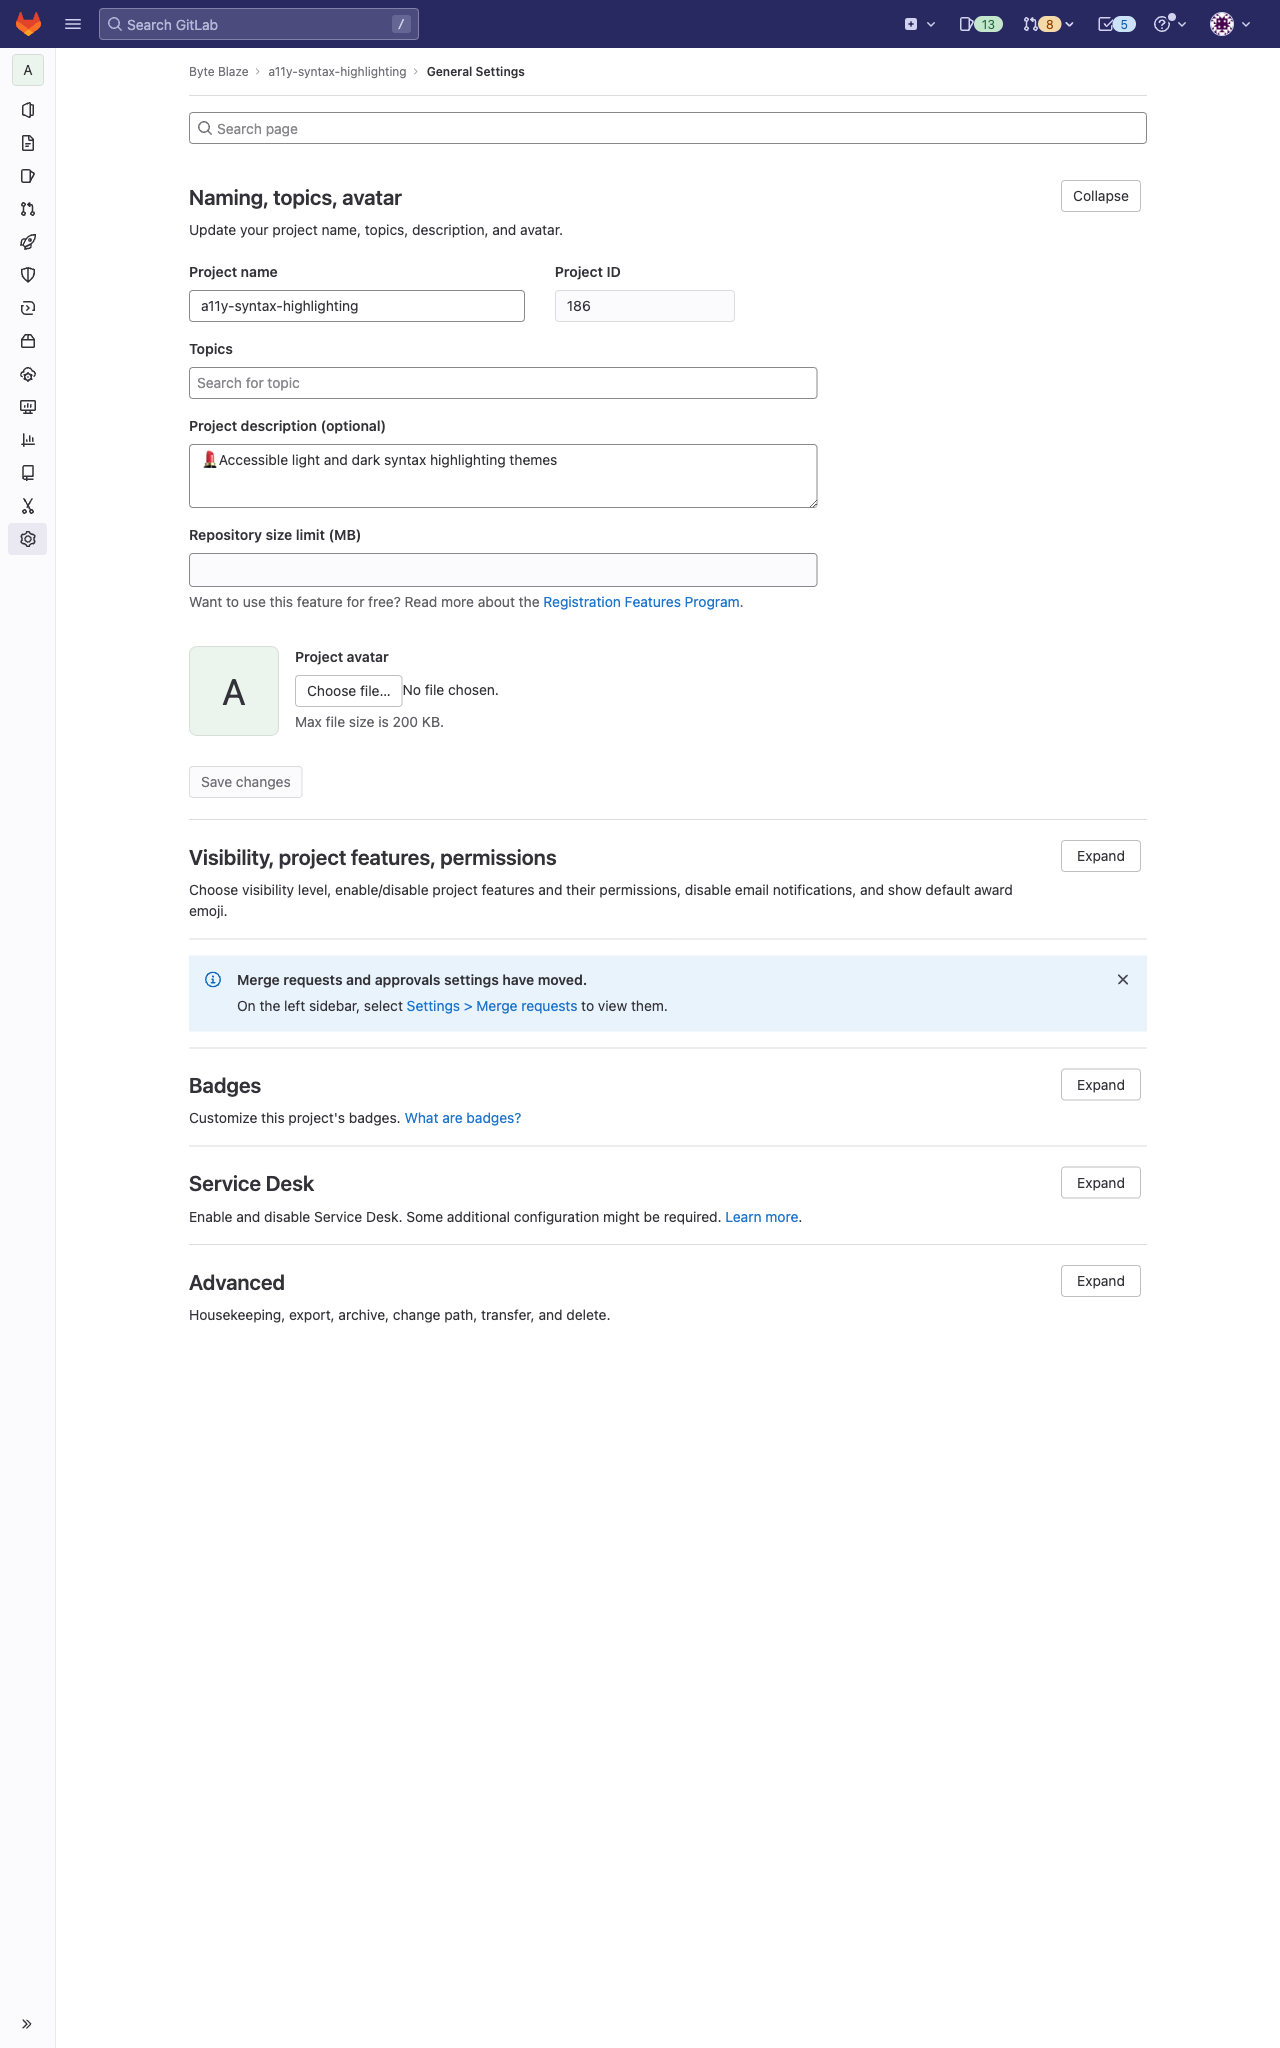 Search GitLab
/
13
8
5
A
Byte Blaze
a11y-syntax-highlighting
General Settings
Search page
Naming, topics, avatar
Collapse
Update your project name, topics, description, and avatar.
Project name
Project ID
a11y-syntax-highlighting
186
Topics
Search for topic
Project description (optional)
Accessible light and dark syntax highlighting themes
Repository size limit (MB)
Want to use this feature for free? Read more about the Registration Features Program.
A
Project avatar
Choose file...
No file chosen.
Max file size is 200 KB.
Save changes
Visibility, project features, permissions
Expand
Choose visibility level, enable/disable project features and their permissions, disable email notifications, and show default award
emoji.
Merge requests and approvals settings have moved.
On the left sidebar, select Settings > Merge requests to view them.
Badges
Expand
Customize this project's badges. What are badges?
Service Desk
Expand
Enable and disable Service Desk. Some additional configuration might be required. Learn more.
Advanced
Expand
Housekeeping, export, archive, change path, transfer, and delete.